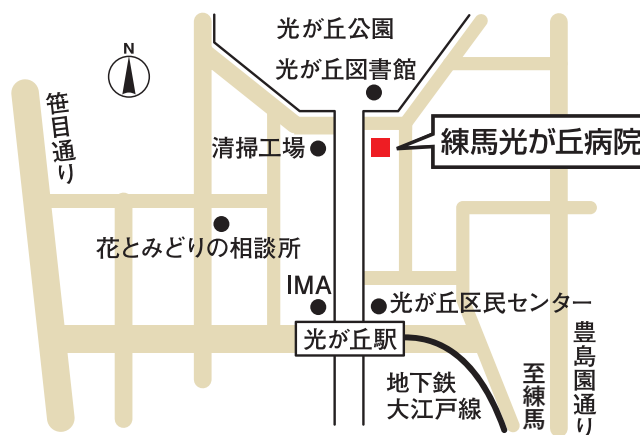 光が丘公園
N
光が丘図書館
笹目通り
清掃工場
練馬光が丘病院
花とみどりの相談所
IMA
光が丘区民センター
光が丘駅
豊島園通り
地下鉄
大江戸線
至練馬